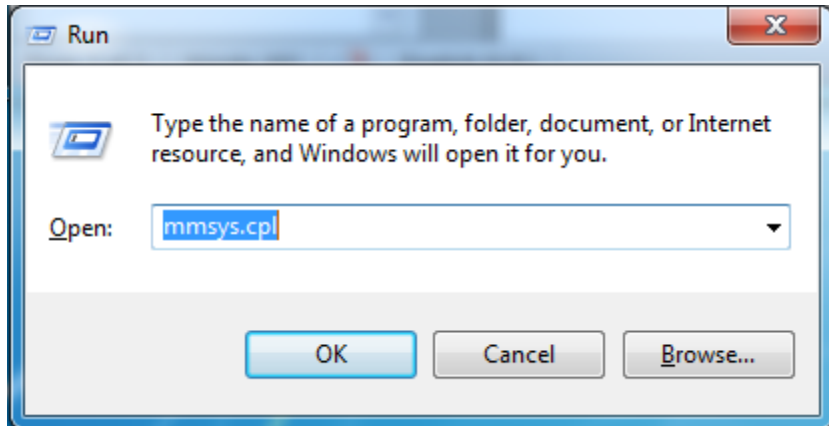 Run
Type the name of a program, folder, document, or Internet
resource, and Windows will open it for you.
Open: mmsys.cpl
OK Cancel Browse...